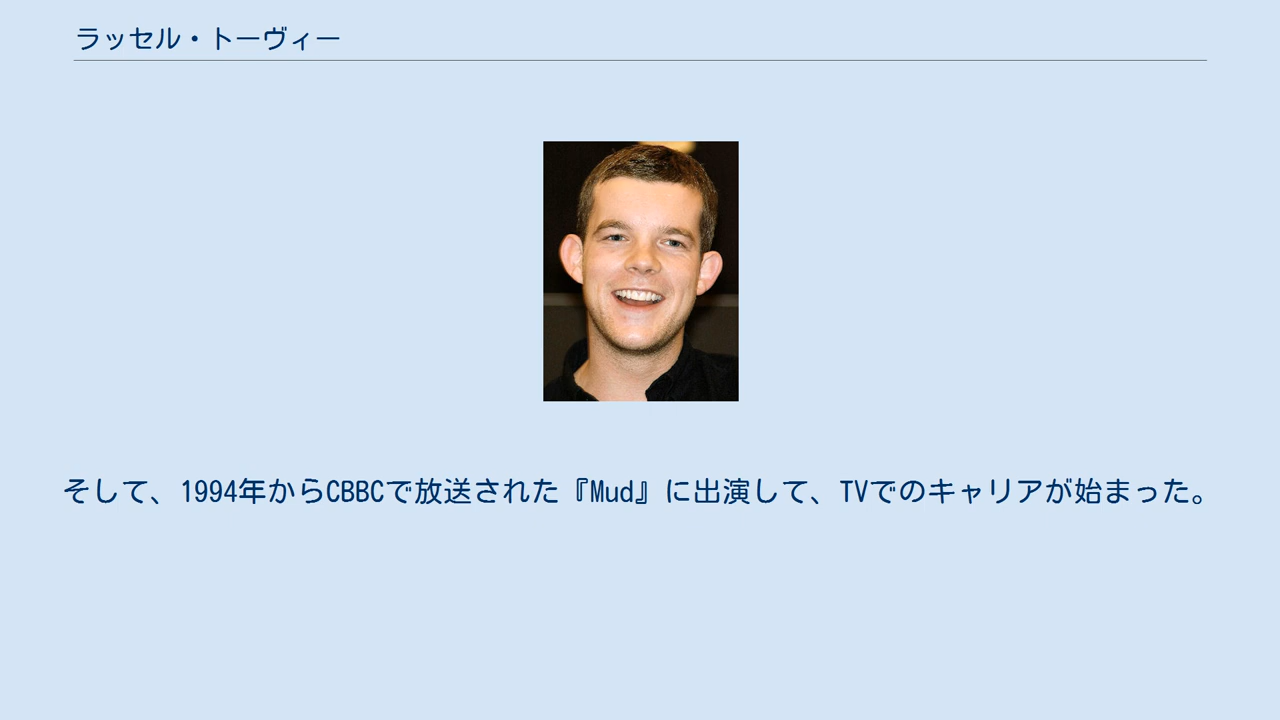 ラッセル・トーヴィー
そして、1994年からCBBCで放送された『Mud』に出演して、TVでのキャリアが始まった。